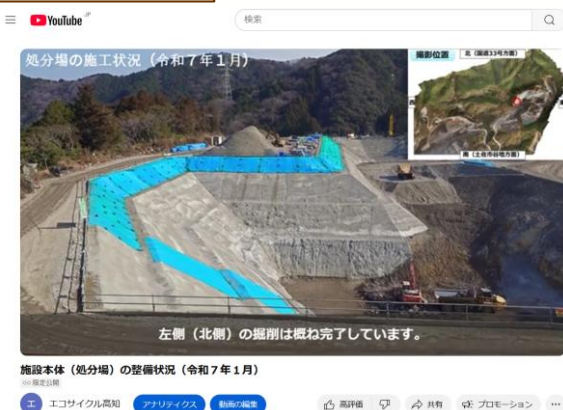 YouTube JP
検索
処分場の施工状況（令和７年１月）
撮影位置
北（国道33号方面）
西
東
南（土佐市谷地方面）
左側（北側）の掘削は概ね完了しています。
施設本体（処分場）の整備状況（令和７年１月）
限定公開
エ エコサイクル高知 アナリティクス 動画の編集 高評価 共有 プロモーション ...